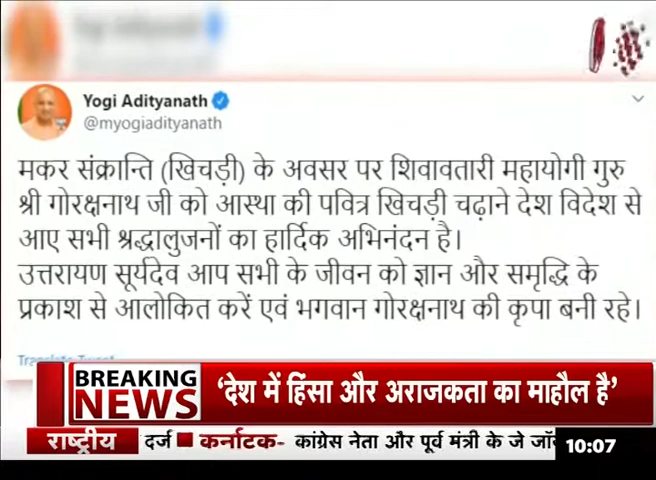 Yogi Adityanath
@myogiadityanath
मकर संक्रान्ति (खिचड़ी) के अवसर पर शिवावतारी महायोगी गुरु
श्री गोरक्षनाथ जी को आस्था की पवित्र खिचड़ी चढ़ाने देश विदेश से
आए सभी श्रद्धालुजनों का हार्दिक अभिनंदन है।
उत्तरायण सूर्यदेव आप सभी के जीवन को ज्ञान और समृद्धि के
प्रकाश से आलोकित करें एवं भगवान गोरक्षनाथ की कृपा बनी रहे।
Translate Tweet
BREAKING
NEWS
'देश में हिंसा और अराजकता का माहौल है'
राष्ट्रीय दर्ज कर्नाटक- कांग्रेस नेता और पूर्व मंत्री के जे 10:07